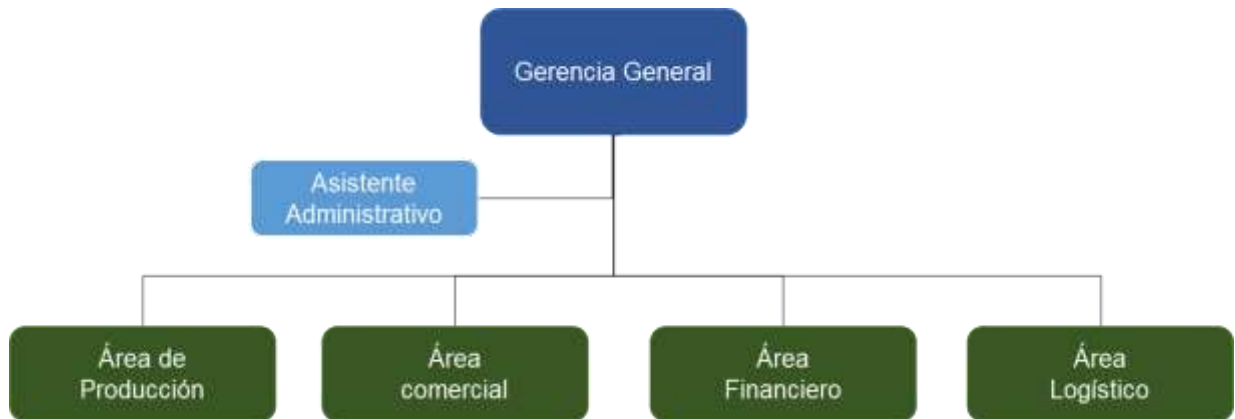 Gerencia General
Asistente
Administrativo
Área de
Producción
Área
comercial
Área
Financiero
Área
Logístico